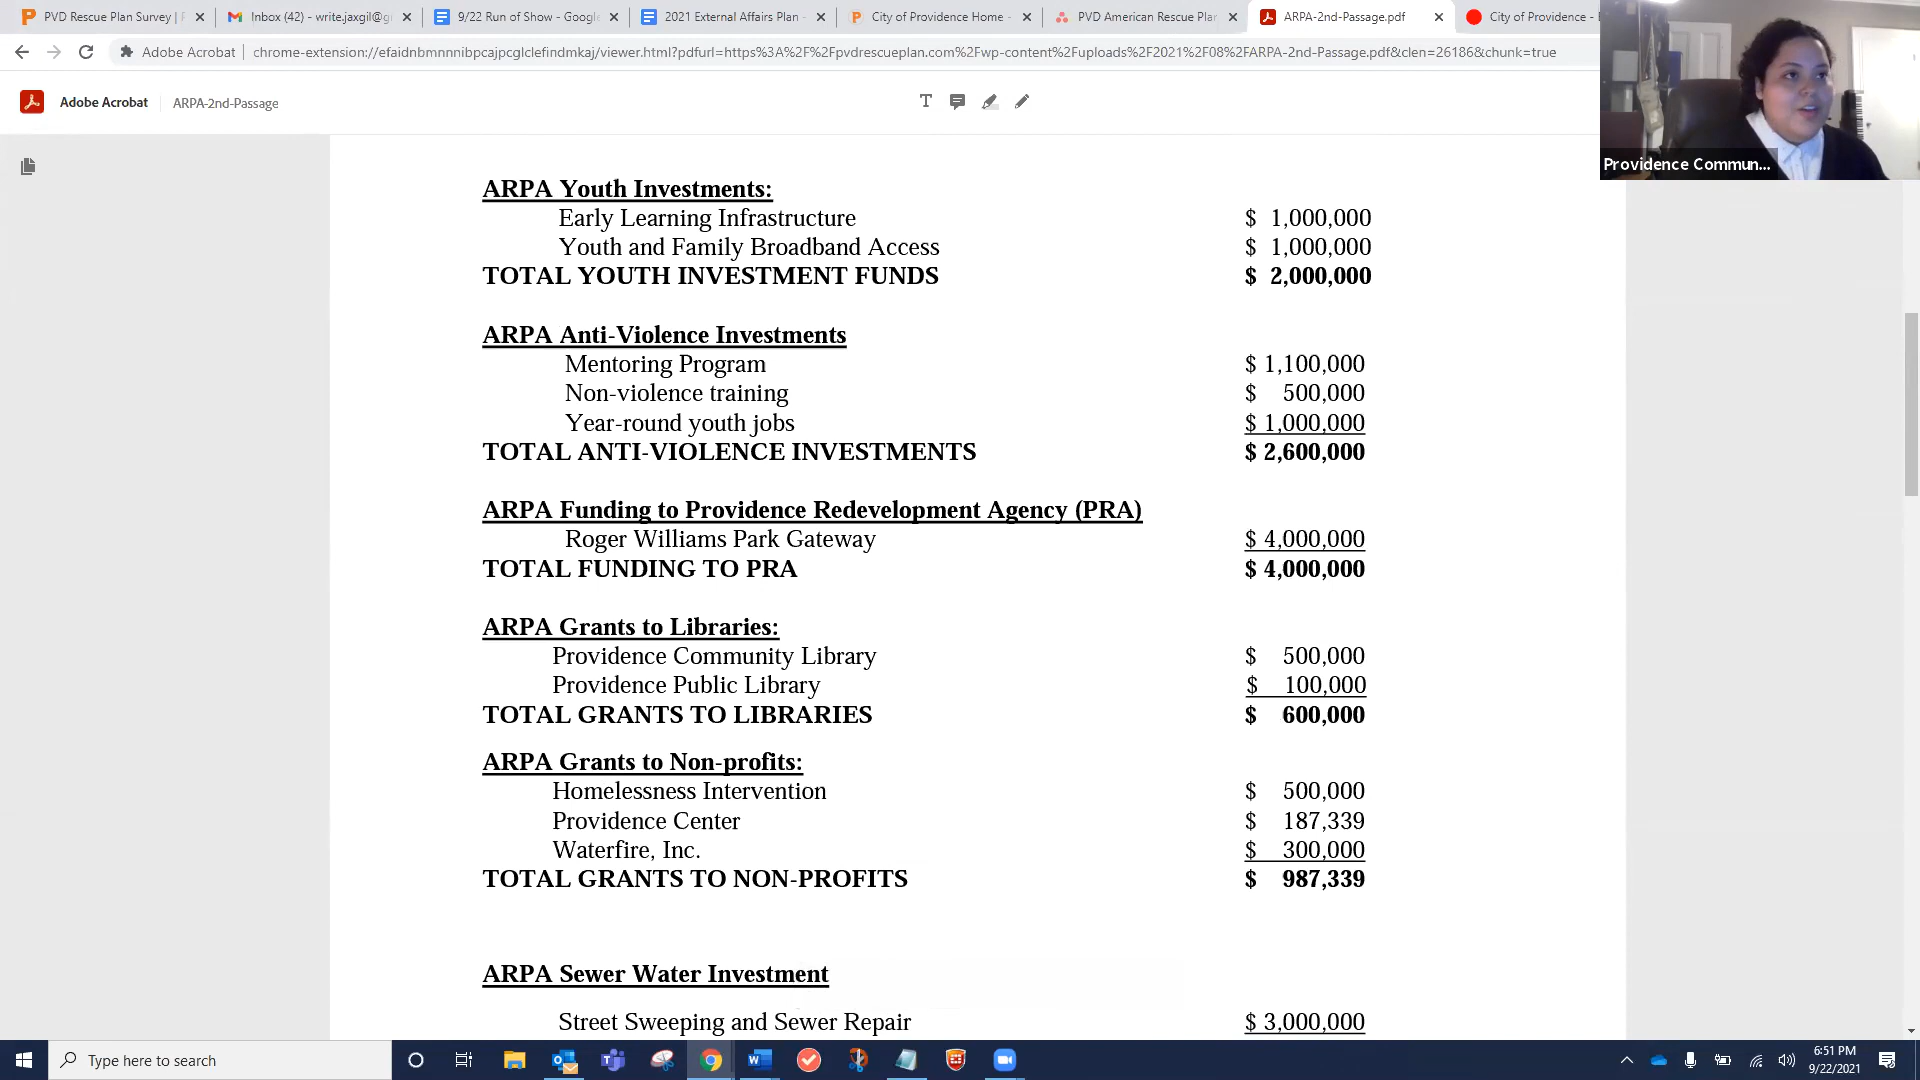 PVD Rescue Plan Survey | P
Inbox (42) - write.jaxgil@g
9/22 Run of Show - Google
2021 External Affairs Plan -
City of Providence Home -
PVD American Rescue Plan
ARPA-2nd-Passage.pdf
City of Providence -
Adobe Acrobat | chrome-extension://efaidnbmnnnibpcajpcglclefindmkaj/viewer.html?pdfurl=https%3A%2F%2Fpvdrescueplan.com%2Fwp-content%2Fuploads%2F2021%2F08%2FARPA-2nd-Passage.pdf&clen=26186&chunk=true
Adobe Acrobat
ARPA-2nd-Passage
Providence Commun...
ARPA Youth Investments:
Early Learning Infrastructure $ 1,000,000
Youth and Family Broadband Access $ 1,000,000
TOTAL YOUTH INVESTMENT FUNDS $ 2,000,000
ARPA Anti-Violence Investments
Mentoring Program $ 1,100,000
Non-violence training $ 500,000
Year-round youth jobs $ 1,000,000
TOTAL ANTI-VIOLENCE INVESTMENTS $ 2,600,000
ARPA Funding to Providence Redevelopment Agency (PRA)
Roger Williams Park Gateway $ 4,000,000
TOTAL FUNDING TO PRA $ 4,000,000
ARPA Grants to Libraries:
Providence Community Library $ 500,000
Providence Public Library $ 100,000
TOTAL GRANTS TO LIBRARIES $ 600,000
ARPA Grants to Non-profits:
Homelessness Intervention $ 500,000
Providence Center $ 187,339
Waterfire, Inc. $ 300,000
TOTAL GRANTS TO NON-PROFITS $ 987,339
ARPA Sewer Water Investment
Street Sweeping and Sewer Repair $ 3,000,000
Type here to search
6:51 PM
9/22/2021